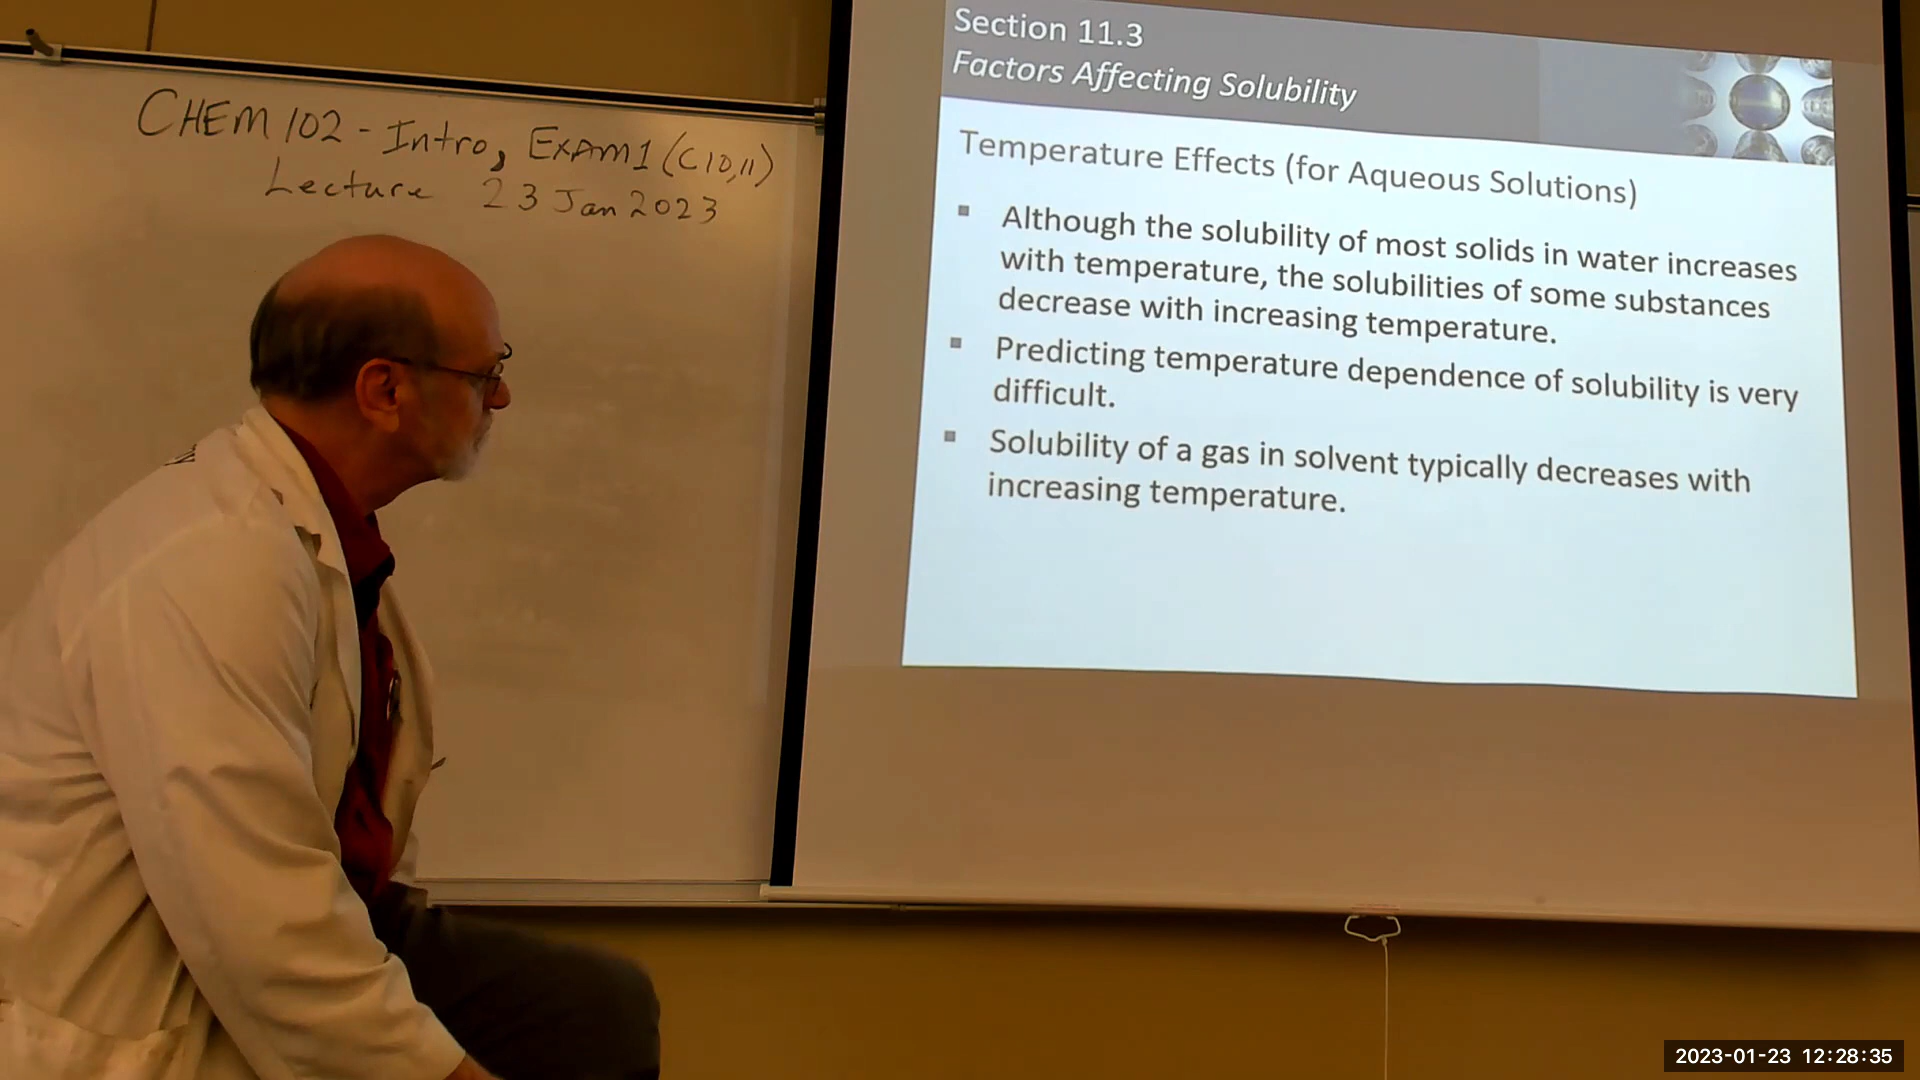 CHEM 102 - Intro, EXAM 1 (C10,11)
Lecture 23 Jan 2023
Section 11.3
Factors Affecting Solubility
Temperature Effects (for Aqueous Solutions)
▪ Although the solubility of most solids in water increases
with temperature, the solubilities of some substances
decrease with increasing temperature.
▪ Predicting temperature dependence of solubility is very
difficult.
▪ Solubility of a gas in solvent typically decreases with
increasing temperature.
2023-01-23 12:28:35